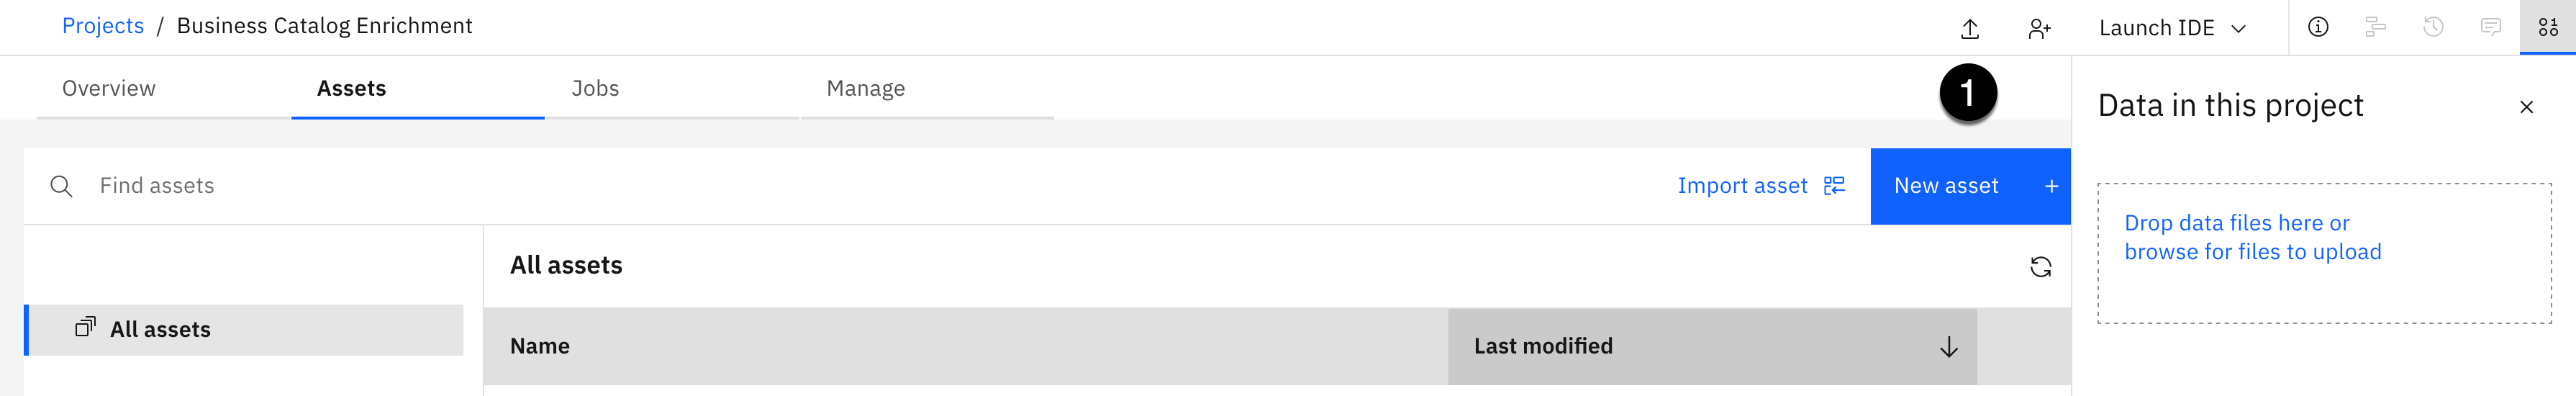 Projects / Business Catalog Enrichment
Launch IDE
Overview
Assets
Jobs
Manage
1
Data in this project
Find assets
Import asset
New asset +
Drop data files here or
browse for files to upload
All assets
All assets
Name
Last modified